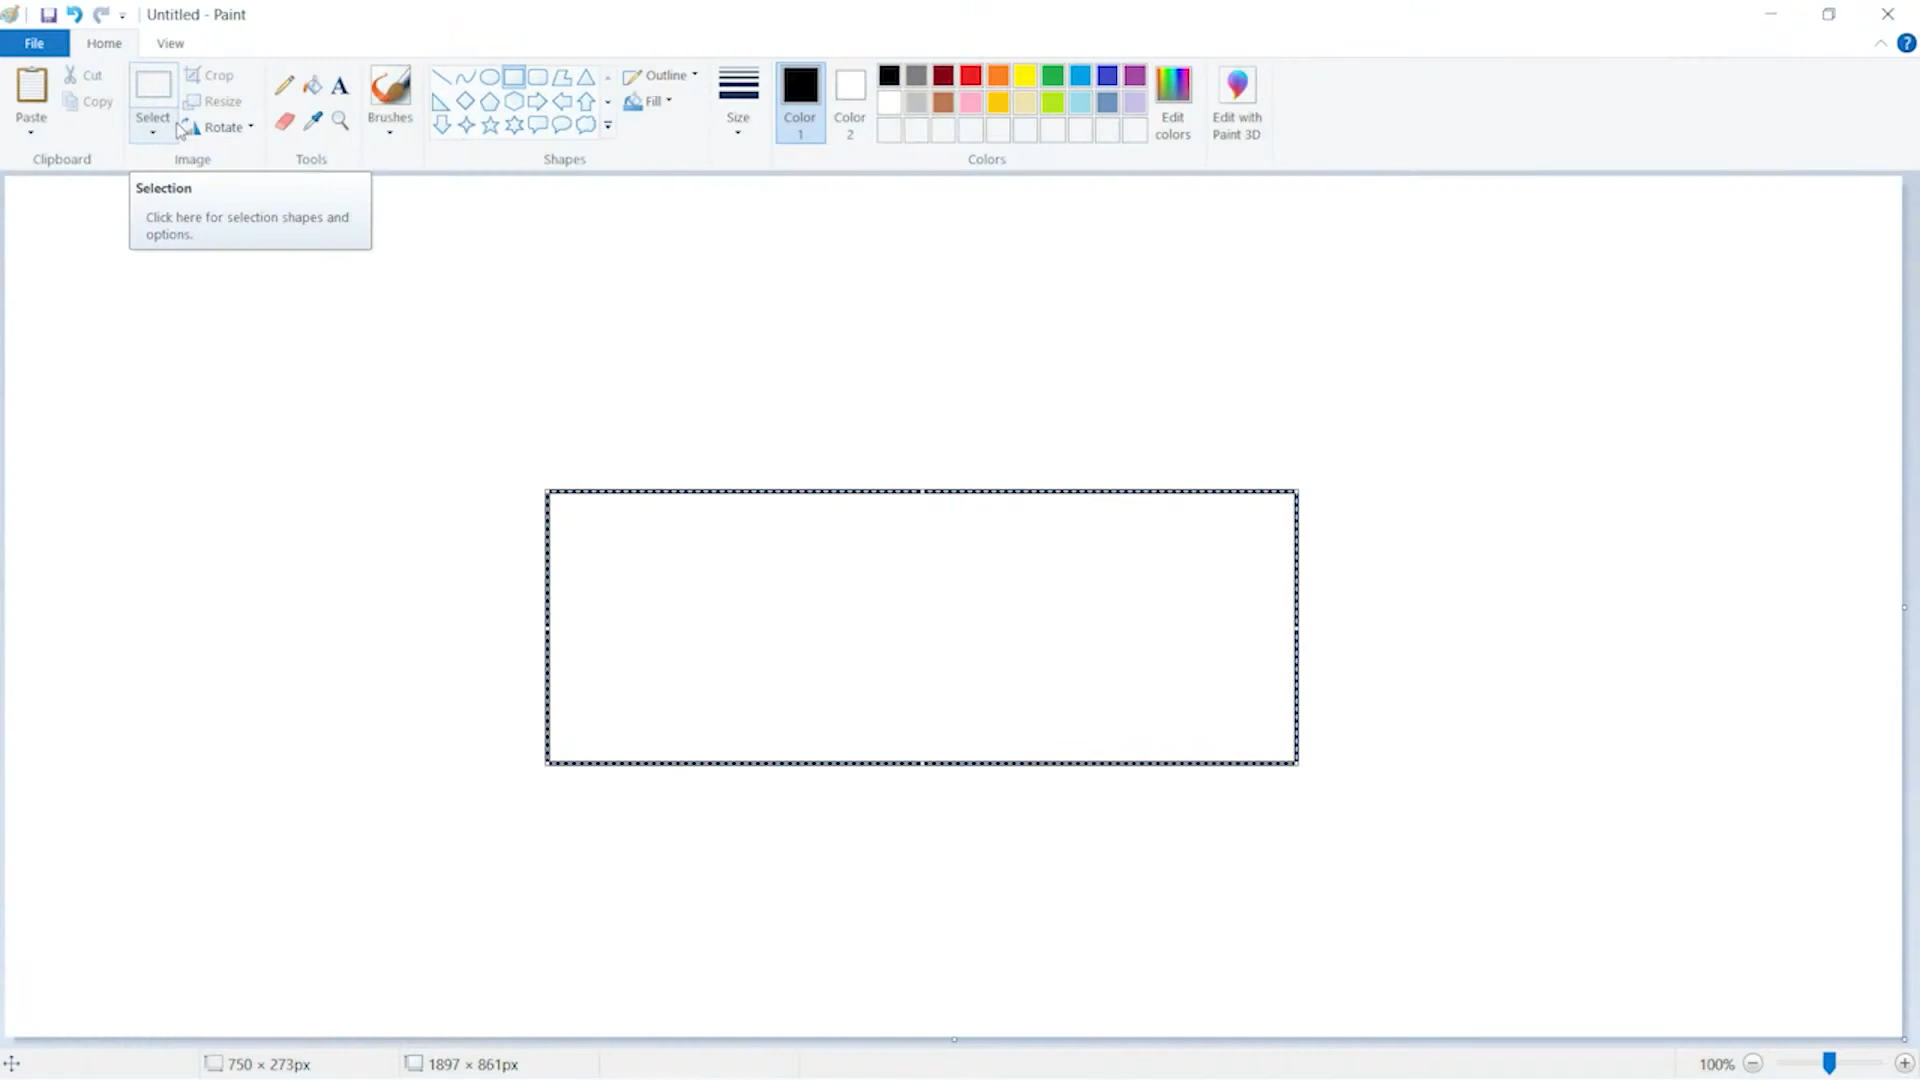 Untitled - Paint
File Home View
Paste
Cut
Copy
Clipboard
Select
Crop
Resize
Rotate
Image
A
Tools
Brushes
Outline
Fill
Shapes
Size
Color
1
Color
2
Edit
colors
Colors
Edit with
Paint 3D
?
Selection
Click here for selection shapes and
options.
750 × 273px
1897 × 861px
100%